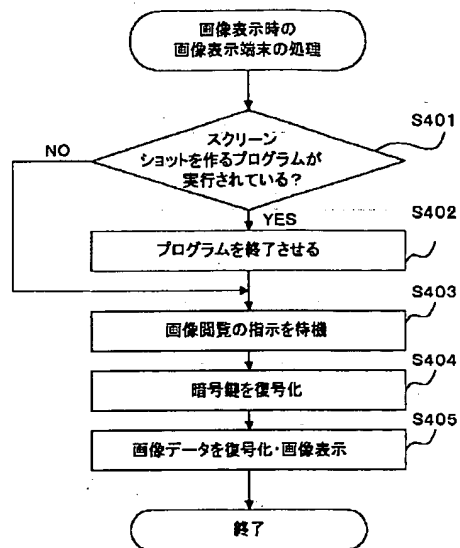 画像表示時の
画像表示端末の処理
S401
スクリーン
ショットを作るプログラムが
実行されている?
NO
YES
S402
プログラムを終了させる
S403
画像閲覧の指示を待機
S404
暗号鍵を復号化
S405
画像データを復号化・画像表示
終了